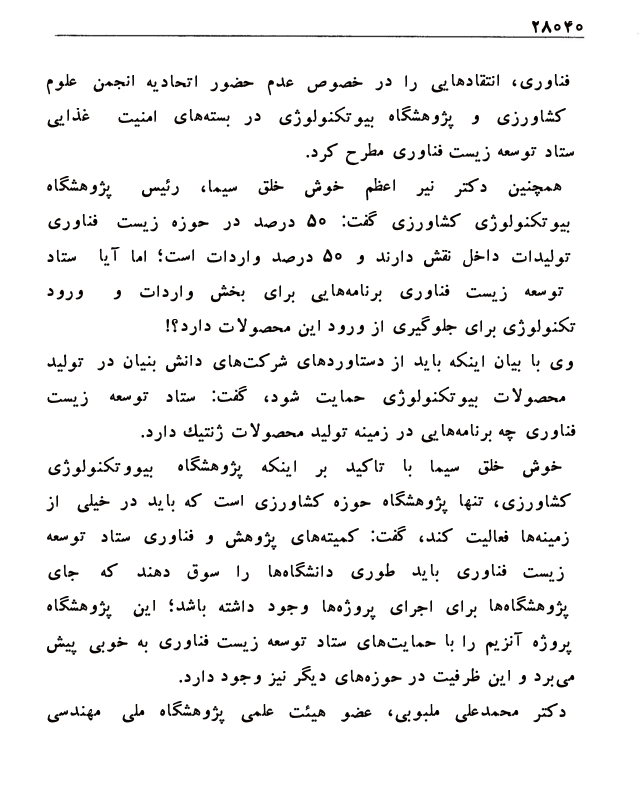 ۲۸۰۴۰
فناوری، انتقادهایی را در خصوص عدم حضور اتحادیه انجمن علوم
کشاورزی و پژوهشگاه بیوتکنولوژی در بسته‌های امنیت غذایی
ستاد توسعه زیست فناوری مطرح کرد.
همچنین دکتر نیر اعظم خوش خلق سیما، رئیس پژوهشگاه
بیوتکنولوژی کشاورزی گفت: ۵۰ درصد در حوزه زیست فناوری
تولیدات داخل نقش دارند و ۵۰ درصد واردات است؛ اما آیا ستاد
توسعه زیست فناوری برنامه‌هایی برای بخش واردات و ورود
تکنولوژی برای جلوگیری از ورود این محصولات دارد؟!
وی با بیان اینکه باید از دستاوردهای شرکت‌های دانش بنیان در تولید
محصولات بیوتکنولوژی حمایت شود، گفت: ستاد توسعه زیست
فناوری چه برنامه‌هایی در زمینه تولید محصولات ژنتیك دارد.
خوش خلق سیما با تاکید بر اینکه پژوهشگاه بیووتکنولوژی
کشاورزی، تنها پژوهشگاه حوزه کشاورزی است که باید در خیلی از
زمینه‌ها فعالیت کند، گفت: کمیته‌های پژوهش و فناوری ستاد توسعه
زیست فناوری باید طوری دانشگاه‌ها را سوق دهند که جای
پژوهشگاه‌ها برای اجرای پروژه‌ها وجود داشته باشد؛ این پژوهشگاه
پروژه آنزیم را با حمایت‌های ستاد توسعه زیست فناوری به خوبی پیش
می‌برد و این ظرفیت در حوزه‌های دیگر نیز وجود دارد.
دکتر محمدعلی ملبوبی، عضو هیئت علمی پژوهشگاه ملی مهندسی